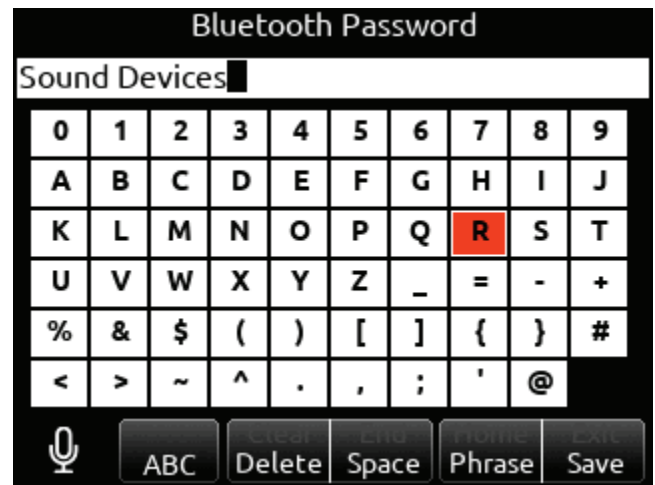 Bluetooth Password
Sound Devices
0 1 2 3 4 5 6 7 8 9
A B C D E F G H I J
K L M N O P Q R S T
U V W X Y Z _ = - +
% & $ ( ) [ ] { } #
< > ~ ^ . , ; ' @
Clear End Home Exit
ABC Delete Space Phrase Save